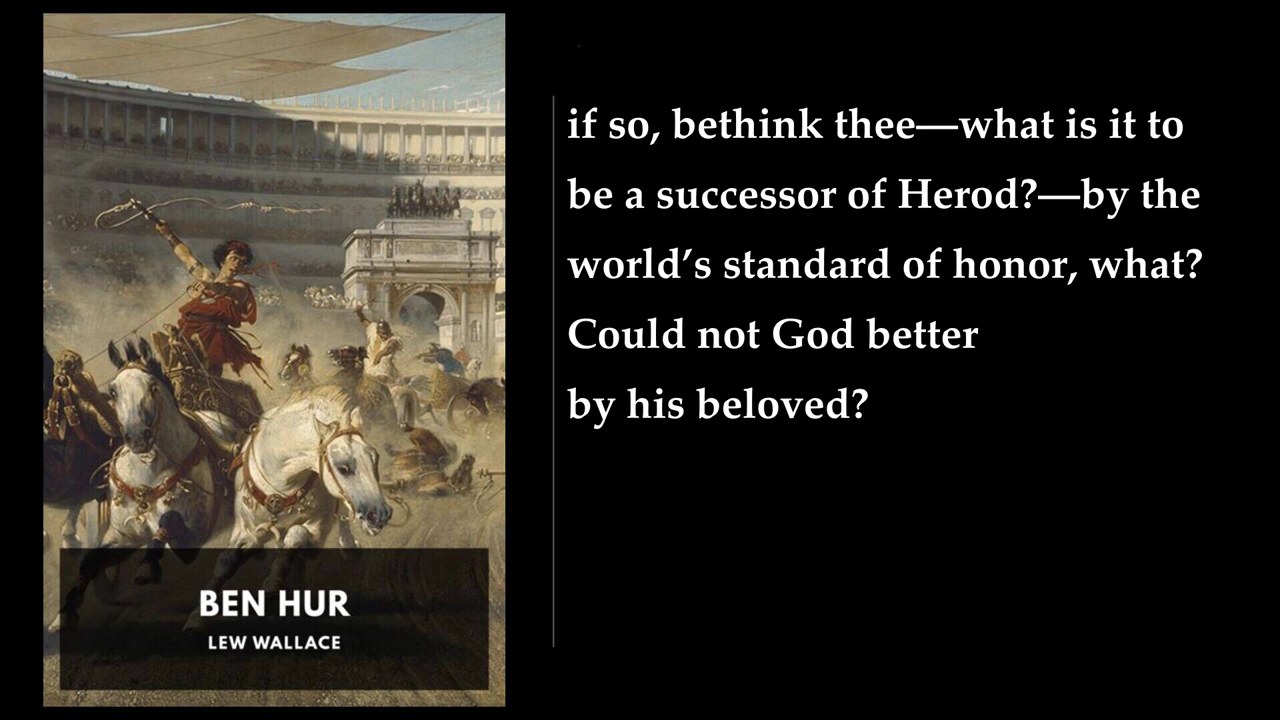 if so, bethink thee—what is it to
be a successor of Herod?—by the
world’s standard of honor, what?
Could not God better
by his beloved?
BEN HUR
LEW WALLACE